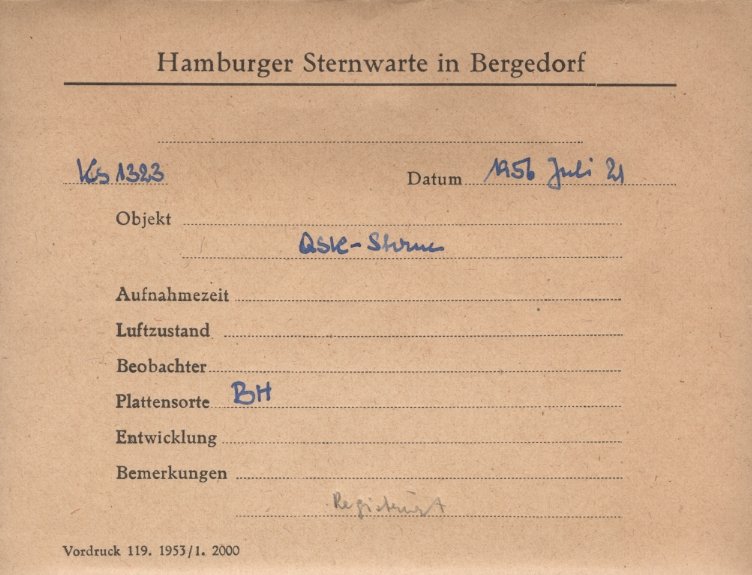 Hamburger Sternwarte in Bergedorf
Ks 1323 Datum 1956 Juli 21
Objekt
-Sterne
Aufnahmezeit
Luftzustand
Beobachter
Plattensorte BH
Entwicklung
Bemerkungen
Registriert
Vordruck 119. 1953/1. 2000